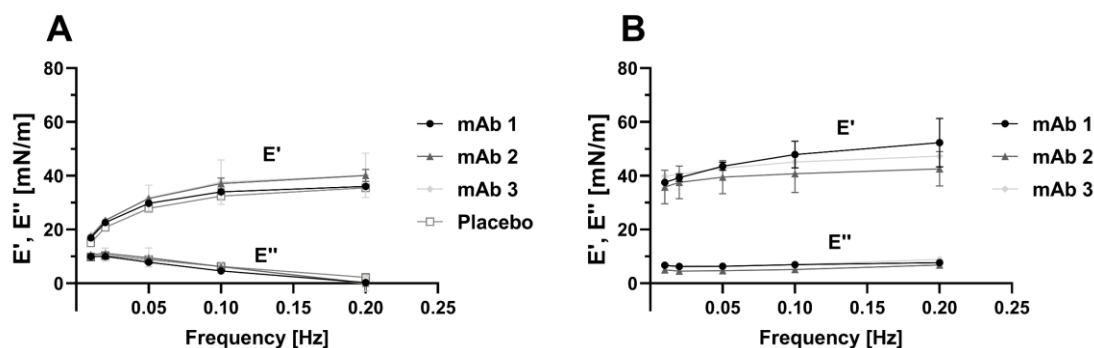 A
E', E'' [mN/m]
80
60
40
20
0
E'
E''
0.05
0.10
0.15
0.20
0.25
Frequency [Hz]
mAb 1
mAb 2
mAb 3
Placebo
B
E', E'' [mN/m]
80
60
40
20
0
E'
E''
0.05
0.10
0.15
0.20
0.25
Frequency [Hz]
mAb 1
mAb 2
mAb 3